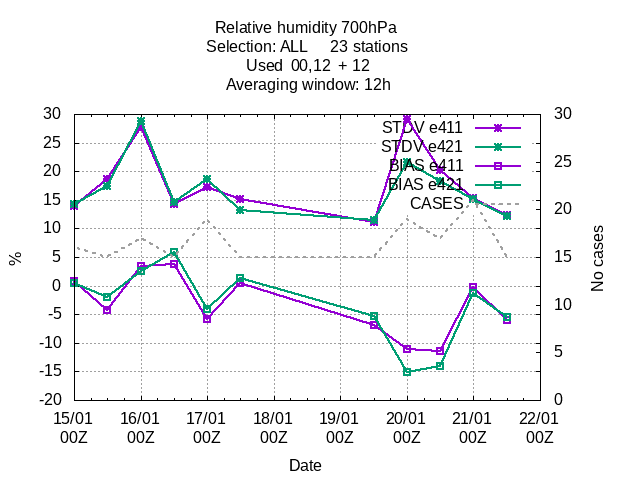 Relative humidity 700hPa
Selection: ALL     23 stations
Used  00,12  + 12
Averaging window: 12h
30
25
20
15
10
5
0
-5
-10
-15
-20
%
STDV e411
STDV e421
BIAS e411
BIAS e421
CASES
30
25
20
15
10
5
0
No cases
15/01 16/01 17/01 18/01 19/01 20/01 21/01 22/01
00Z 00Z 00Z 00Z 00Z 00Z 00Z 00Z
Date